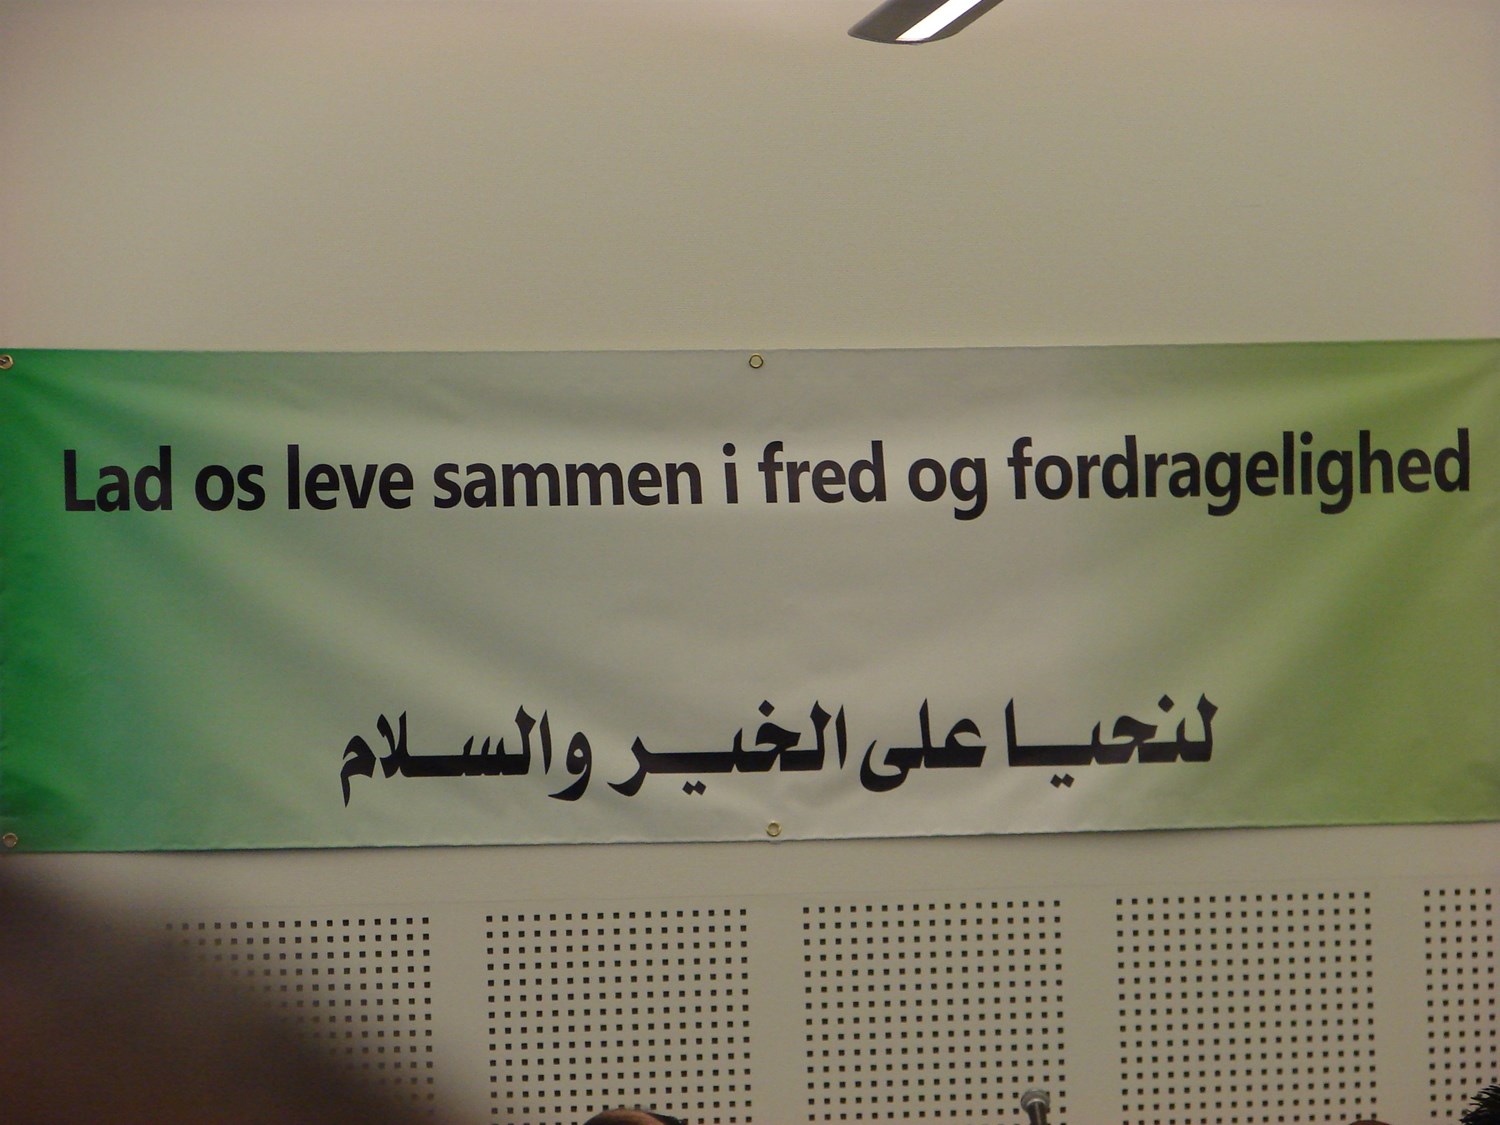 Lad os leve sammen i fred og fordragelighed
لنحيا على الخير والسلام